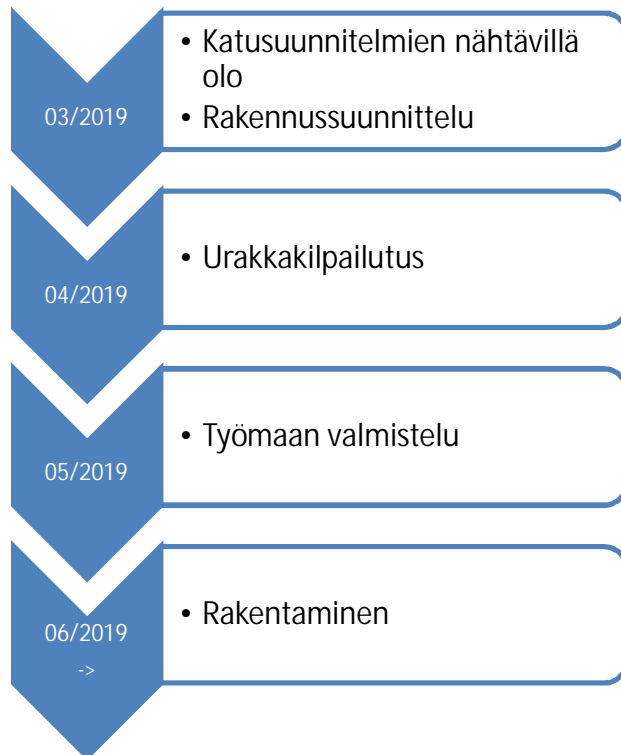 03/2019
• Katusuunnitelmien nähtävillä
olo
• Rakennussuunnittelu
04/2019
• Urakkakilpailutus
05/2019
• Työmaan valmistelu
06/2019
->
• Rakentaminen